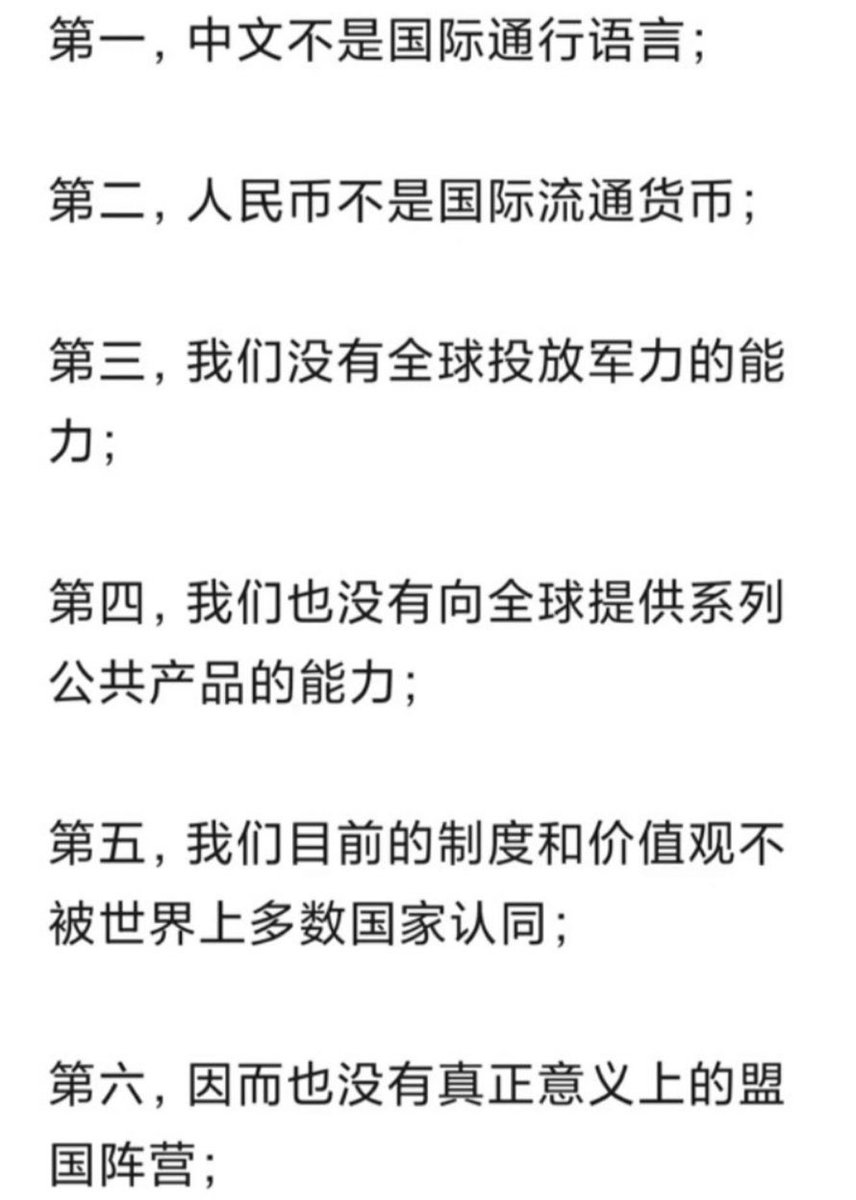 第一，中文不是国际通行语言；
第二，人民币不是国际流通货币；
第三，我们没有全球投放军力的能
力；
第四，我们也没有向全球提供系列
公共产品的能力；
第五，我们目前的制度和价值观不
被世界上多数国家认同；
第六，因而也没有真正意义上的盟
国阵营；